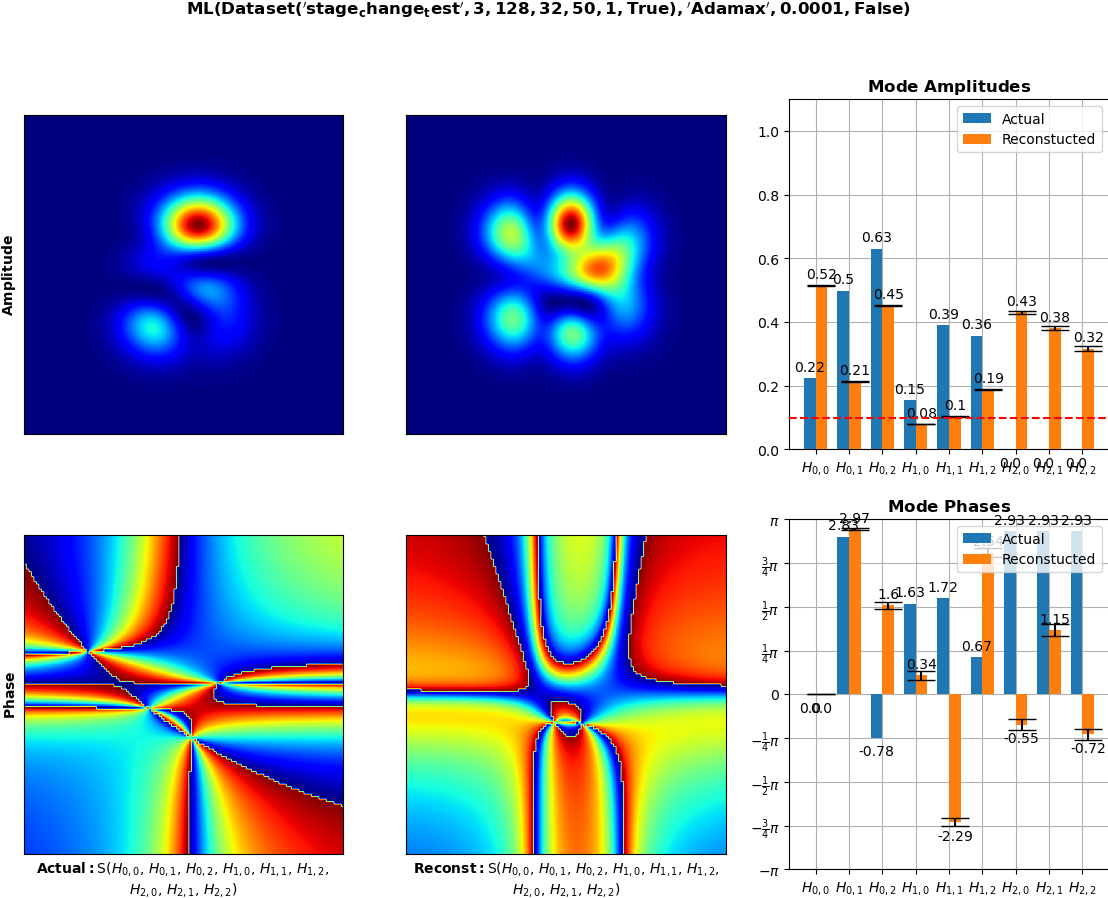 ML(Dataset('stage_change_test', 3, 128, 32, 50, 1, True), 'Adamax', 0.0001, False)
Amplitude
Mode Amplitudes
Actual
Reconstucted
1.0
0.8
0.6
0.4
0.2
0.0
0.22 0.52 0.5 0.21 0.63 0.45 0.15 0.08 0.39 0.1 0.36 0.19 0.0 0.43 0.0 0.38 0.0 0.32
H0,0 H0,1 H0,2 H1,0 H1,1 H1,2 H2,0 H2,1 H2,2
Phase
Actual: S(H0,0, H0,1, H0,2, H1,0, H1,1, H1,2,
H2,0, H2,1, H2,2)
Reconst: S(H0,0, H0,1, H0,2, H1,0, H1,1, H1,2,
H2,0, H2,1, H2,2)
Mode Phases
Actual
Reconstucted
π
3/4π
1/2π
1/4π
0
−1/4π
−1/2π
−3/4π
−π
0.0 2.83 2.97 -0.78 1.6 1.63 0.34 1.72 -2.29 0.67 2.93 -0.55 2.93 1.15 2.93 -0.72
H0,0 H0,1 H0,2 H1,0 H1,1 H1,2 H2,0 H2,1 H2,2